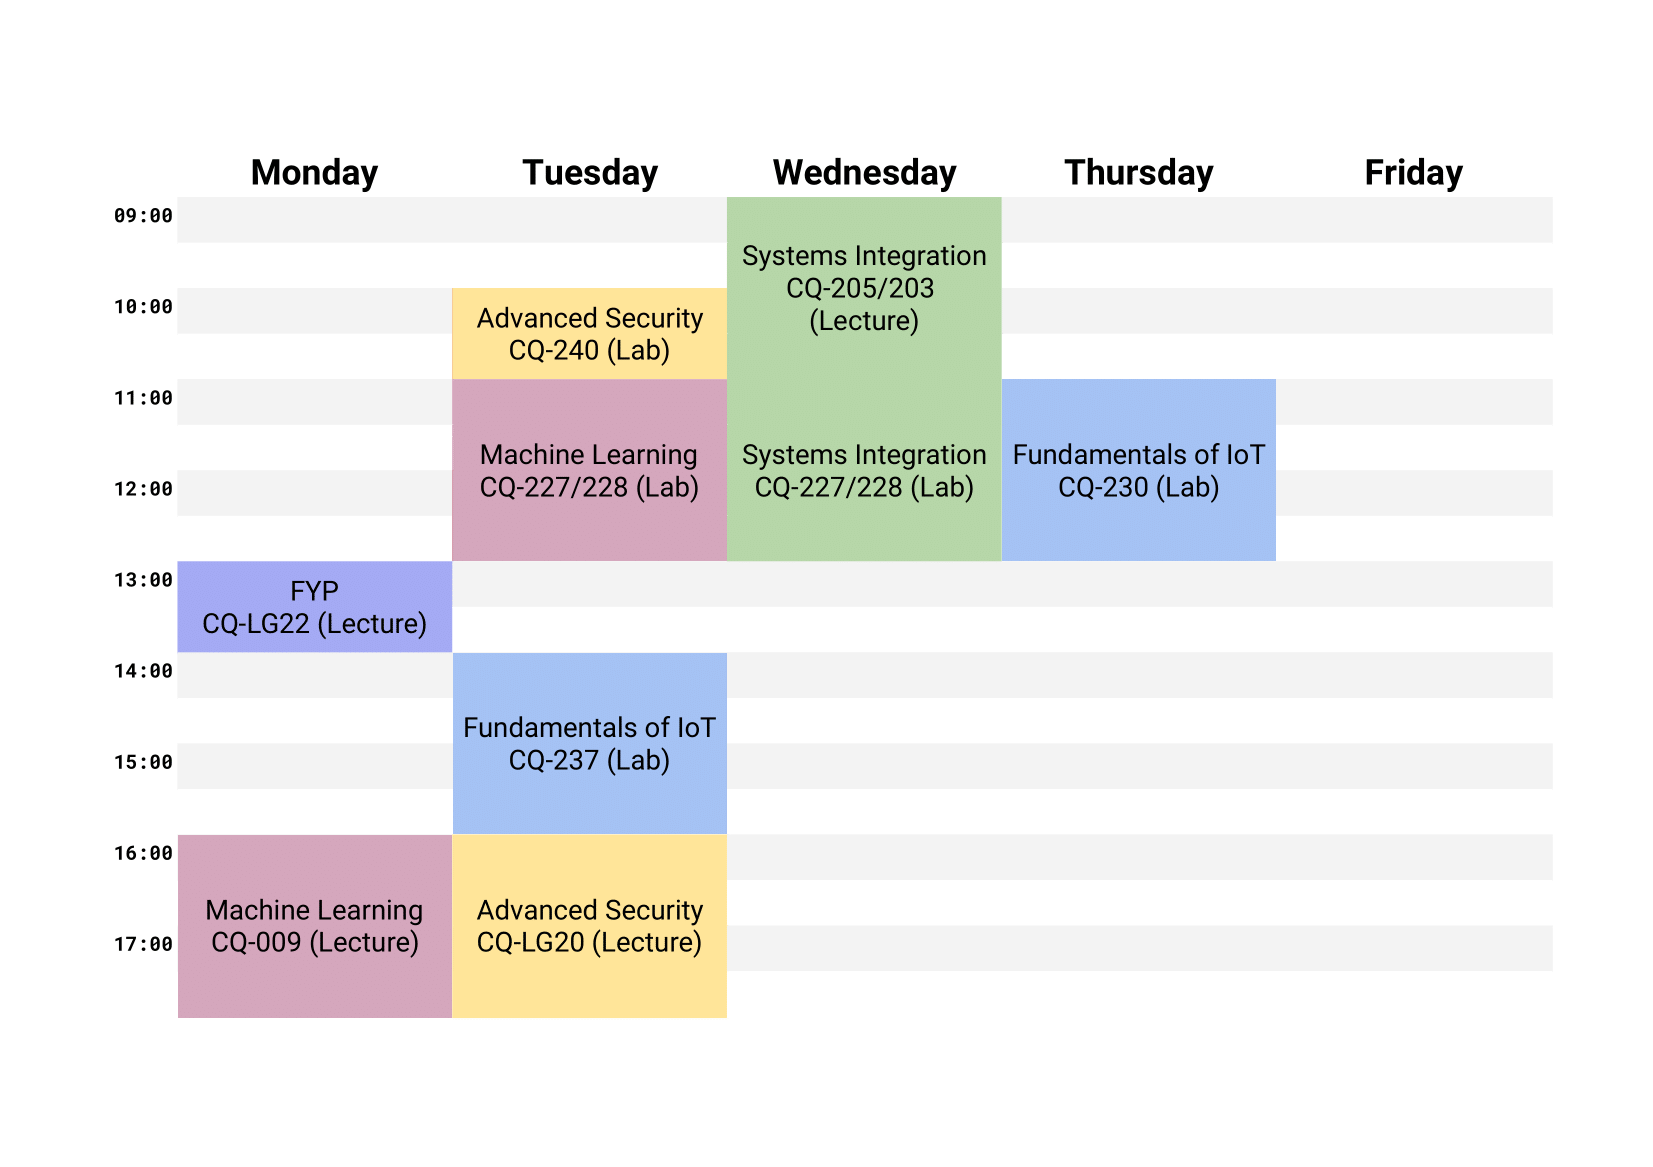 Monday Tuesday Wednesday Thursday Friday
09:00
Systems Integration
CQ-205/203
(Lecture)
10:00
Advanced Security
CQ-240 (Lab)
11:00
Machine Learning
CQ-227/228 (Lab)
Systems Integration
CQ-227/228 (Lab)
Fundamentals of IoT
CQ-230 (Lab)
12:00
13:00
FYP
CQ-LG22 (Lecture)
14:00
Fundamentals of IoT
CQ-237 (Lab)
15:00
16:00
Machine Learning
CQ-009 (Lecture)
Advanced Security
CQ-LG20 (Lecture)
17:00